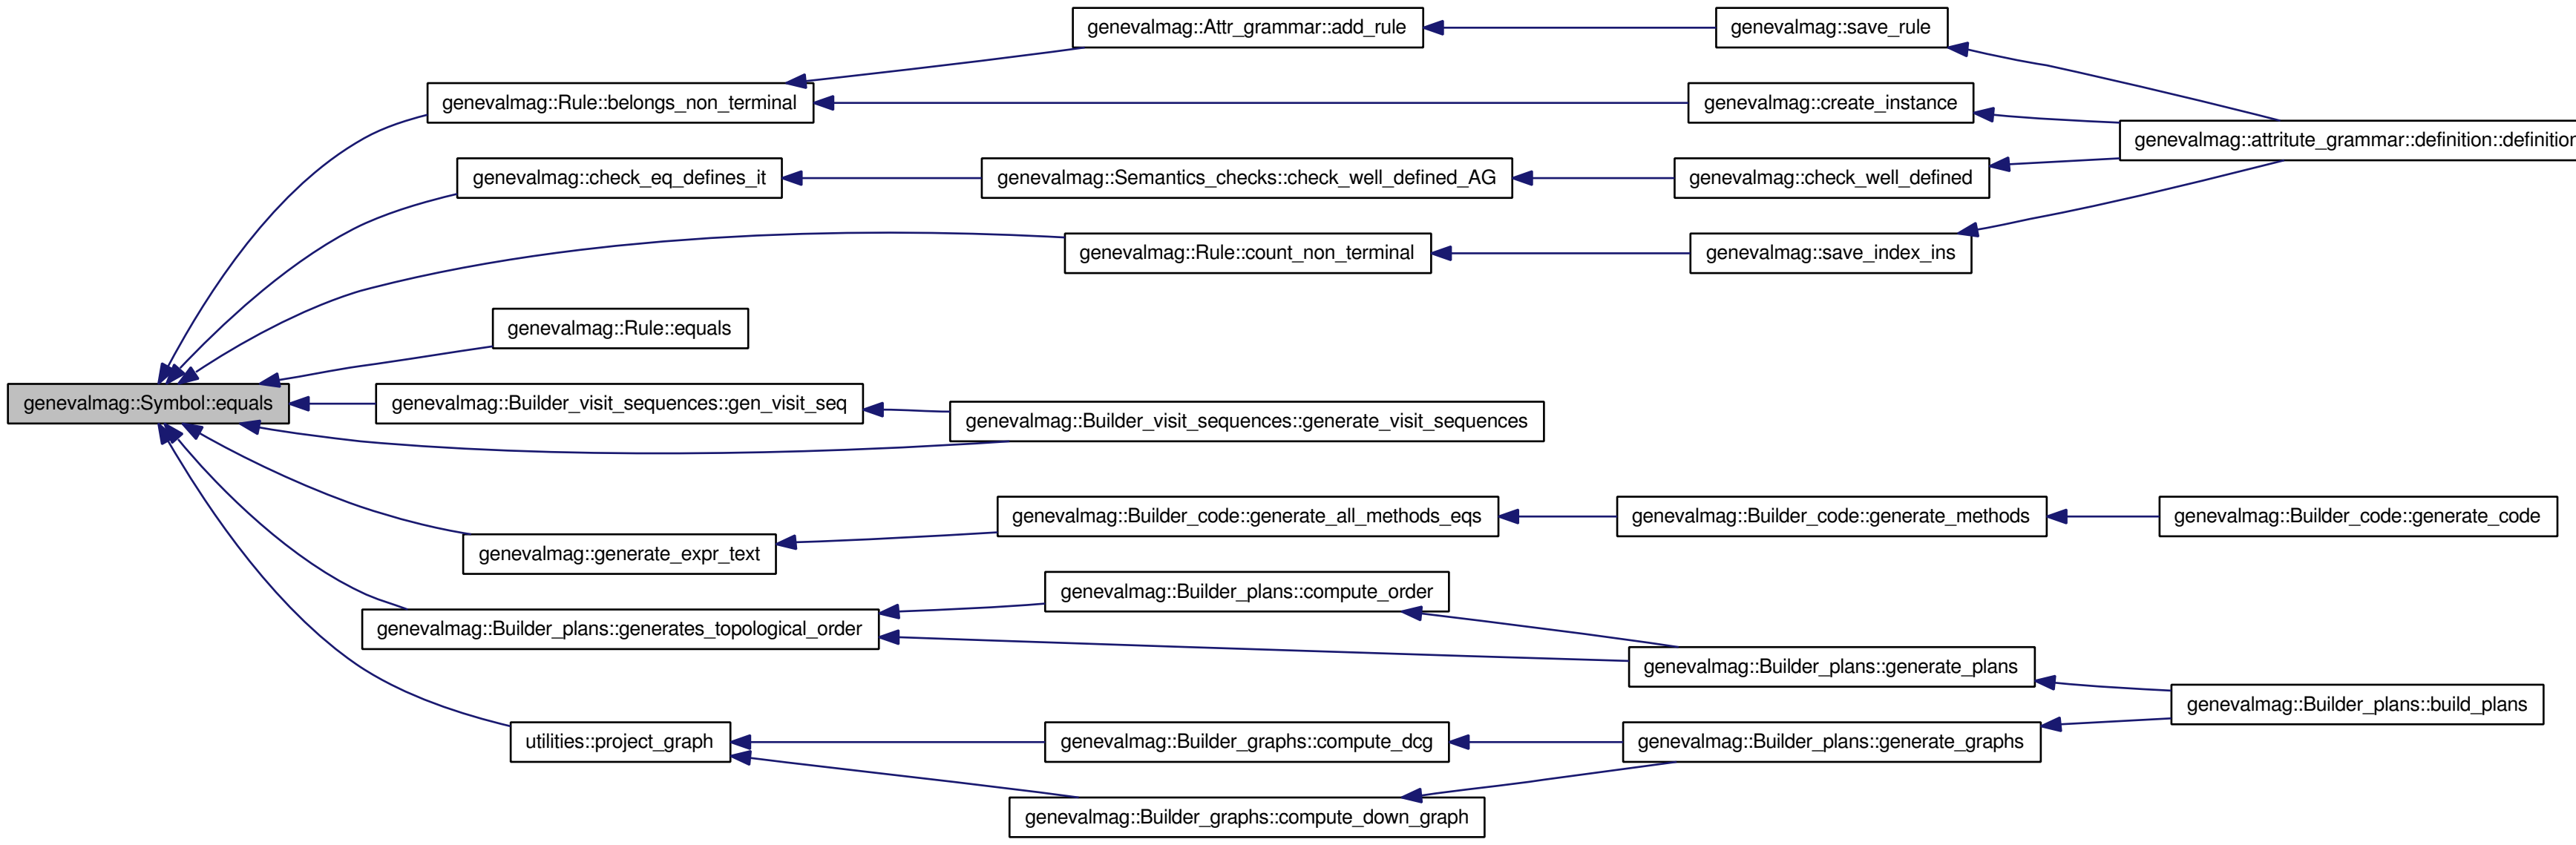 genevalmag::Attr_grammar::add_rule
genevalmag::save_rule
genevalmag::Rule::belongs_non_terminal
genevalmag::create_instance
genevalmag::attritute_grammar::definition::definition
genevalmag::check_eq_defines_it
genevalmag::Semantics_checks::check_well_defined_AG
genevalmag::check_well_defined
genevalmag::Rule::count_non_terminal
genevalmag::save_index_ins
genevalmag::Rule::equals
genevalmag::Symbol::equals
genevalmag::Builder_visit_sequences::gen_visit_seq
genevalmag::Builder_visit_sequences::generate_visit_sequences
genevalmag::Builder_code::generate_all_methods_eqs
genevalmag::Builder_code::generate_methods
genevalmag::Builder_code::generate_code
genevalmag::generate_expr_text
genevalmag::Builder_plans::compute_order
genevalmag::Builder_plans::generates_topological_order
genevalmag::Builder_plans::generate_plans
genevalmag::Builder_plans::build_plans
utilities::project_graph
genevalmag::Builder_graphs::compute_dcg
genevalmag::Builder_plans::generate_graphs
genevalmag::Builder_graphs::compute_down_graph